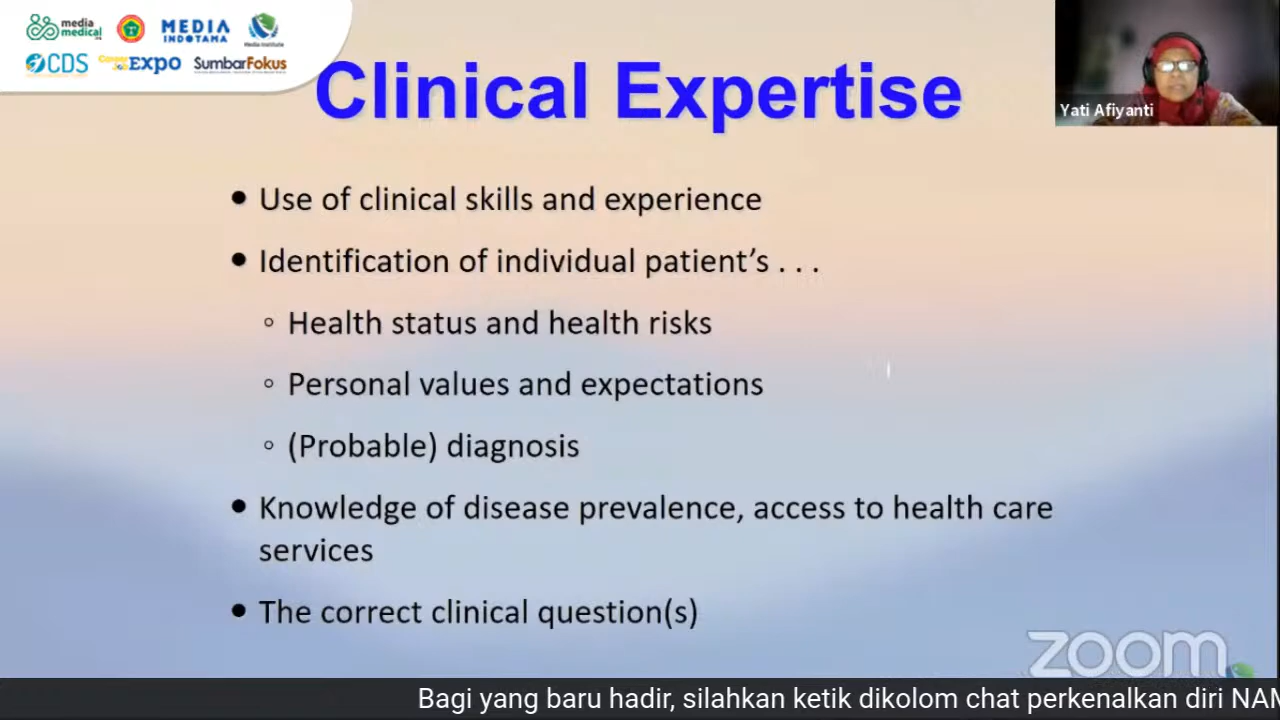 media
medical
MEDIA
INDOTAMA
Media Institute
CDS
Career
Expo
SumbarFokus
Clinical Expertise
Yati Afiyanti
• Use of clinical skills and experience
• Identification of individual patient’s . . .
◦ Health status and health risks
◦ Personal values and expectations
◦ (Probable) diagnosis
• Knowledge of disease prevalence, access to health care
services
• The correct clinical question(s)
zoom
Bagi yang baru hadir, silahkan ketik dikolom chat perkenalkan diri NAM